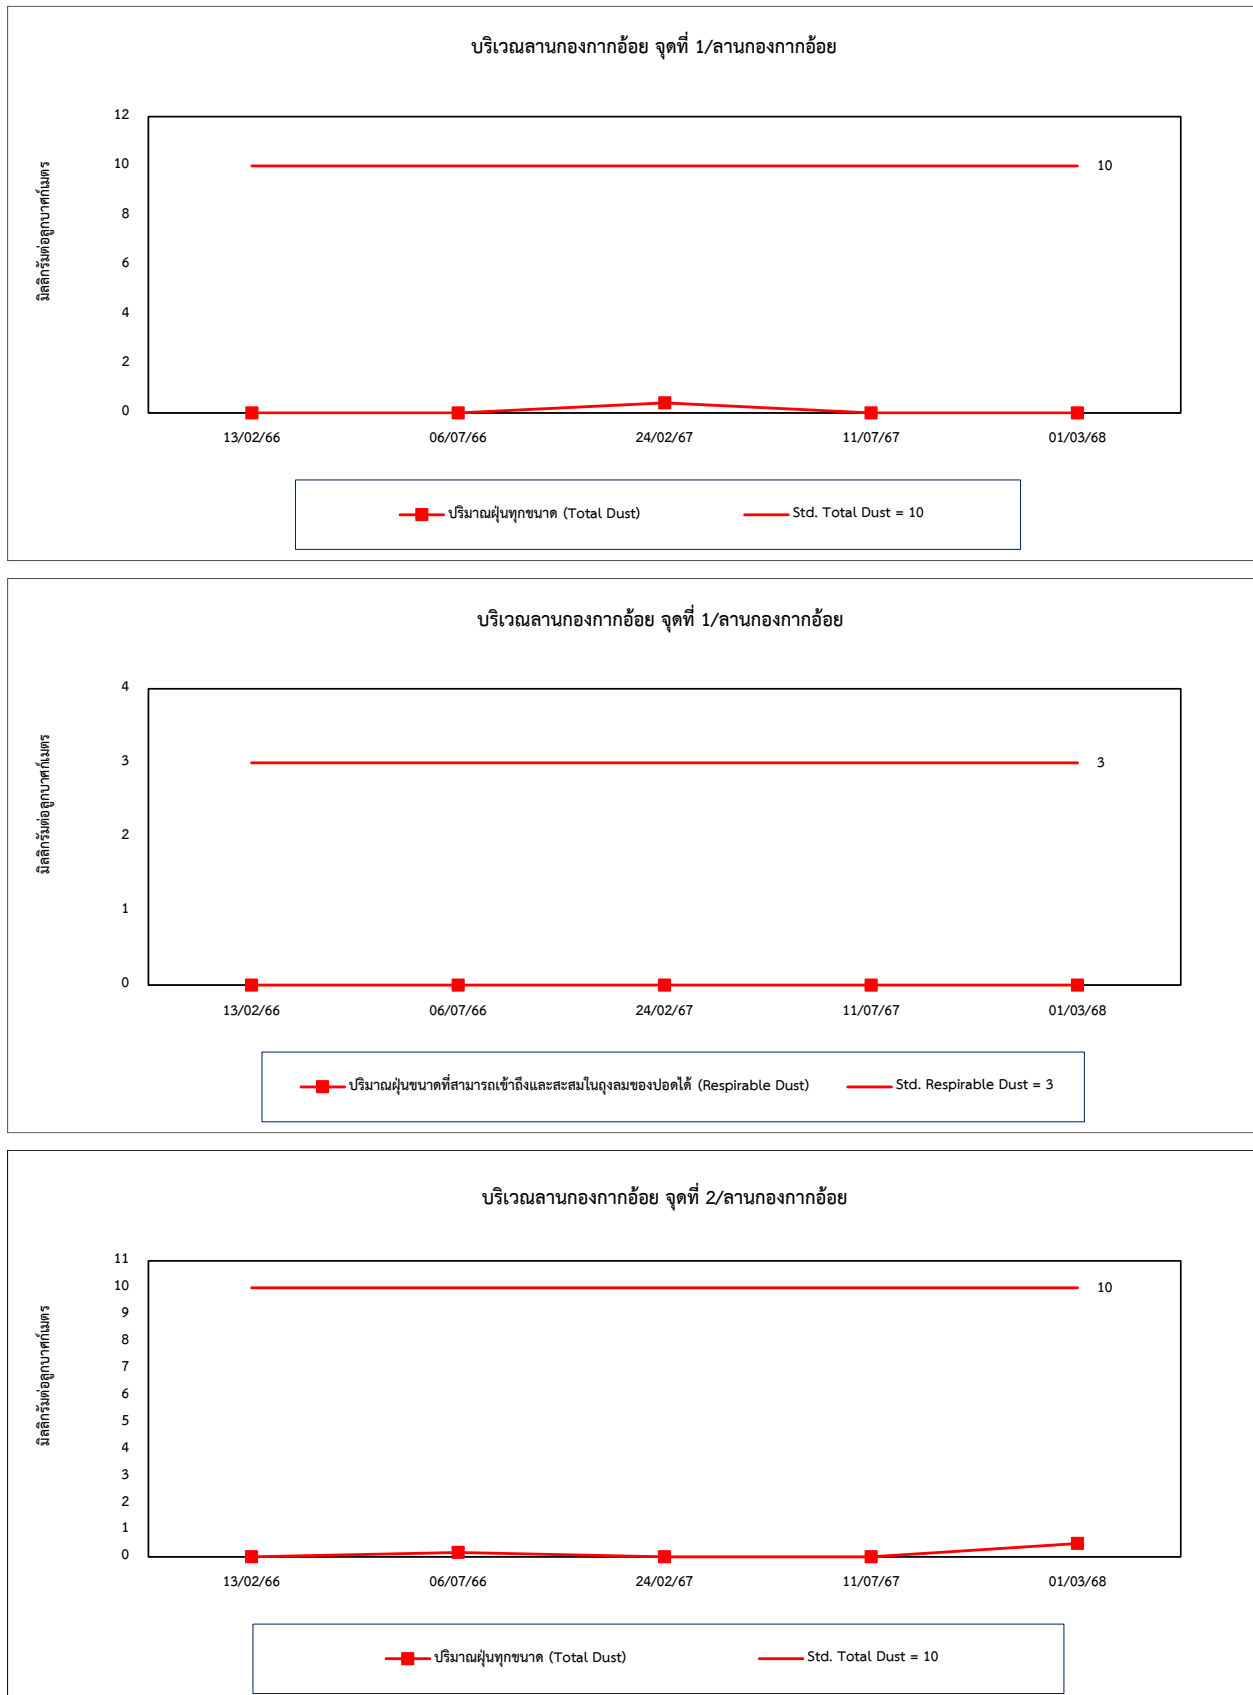 บริเวณลานกองกากอ้อย จุดที่ 1/ลานกองกากอ้อย
มิลลิกรัมต่อลูกบาศก์เมตร
12
10
8
6
4
2
0
10
13/02/66 06/07/66 24/02/67 11/07/67 01/03/68
ปริมาณฝุ่นทุกขนาด (Total Dust) Std. Total Dust = 10
บริเวณลานกองกากอ้อย จุดที่ 1/ลานกองกากอ้อย
มิลลิกรัมต่อลูกบาศก์เมตร
4
3
2
1
0
3
13/02/66 06/07/66 24/02/67 11/07/67 01/03/68
ปริมาณฝุ่นขนาดที่สามารถเข้าถึงและสะสมในถุงลมของปอดได้ (Respirable Dust) Std. Respirable Dust = 3
บริเวณลานกองกากอ้อย จุดที่ 2/ลานกองกากอ้อย
มิลลิกรัมต่อลูกบาศก์เมตร
11
10
9
8
7
6
5
4
3
2
1
0
10
13/02/66 06/07/66 24/02/67 11/07/67 01/03/68
ปริมาณฝุ่นทุกขนาด (Total Dust) Std. Total Dust = 10